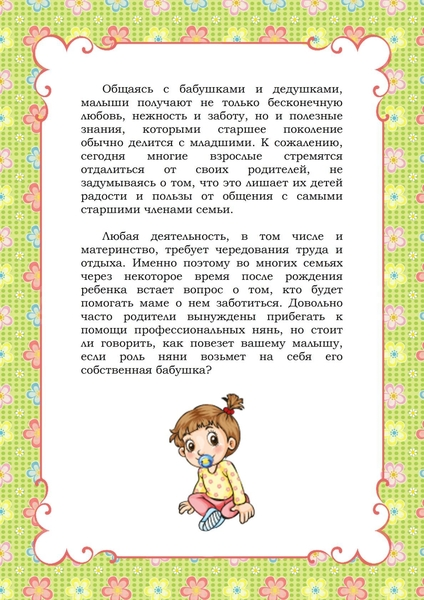 Общаясь с бабушками и дедушками,
малыши получают не только бесконечную
любовь, нежность и заботу, но и полезные
знания, которыми старшее поколение
обычно делится с младшими. К сожалению,
сегодня многие взрослые стремятся
отдалиться от своих родителей, не
задумываясь о том, что это лишает их детей
радости и пользы от общения с самыми
старшими членами семьи.
Любая деятельность, в том числе и
материнство, требует чередования труда и
отдыха. Именно поэтому во многих семьях
через некоторое время после рождения
ребенка встает вопрос о том, кто будет
помогать маме о нем заботиться. Довольно
часто родители вынуждены прибегать к
помощи профессиональных нянь, но стоит
ли говорить, как повезет вашему малышу,
если роль няни возьмет на себя его
собственная бабушка?